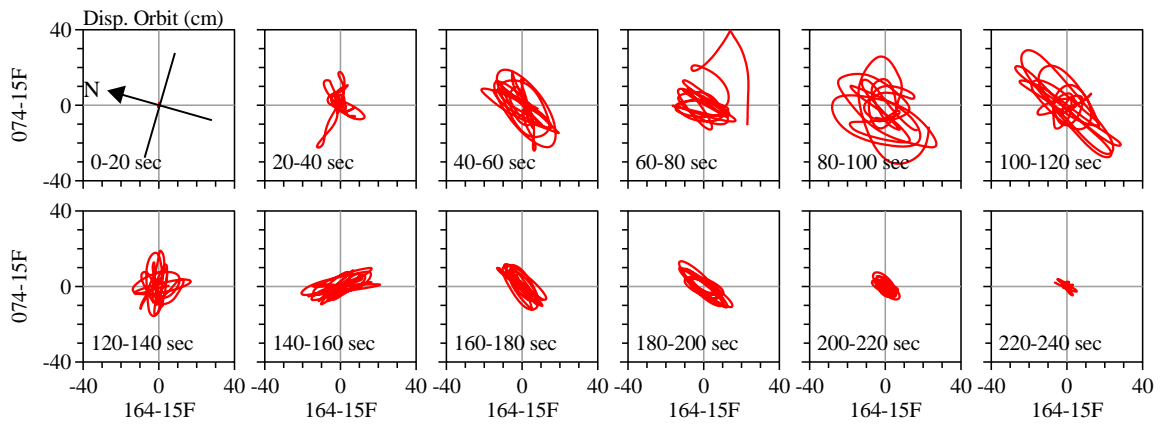 Disp. Orbit (cm)
40
0
-40
074-15F
N
0-20 sec
20-40 sec
40-60 sec
60-80 sec
80-100 sec
100-120 sec
40
0
-40
074-15F
120-140 sec
140-160 sec
160-180 sec
180-200 sec
200-220 sec
220-240 sec
-40 0 40 0 40 -40 0 40 -40 0 40 -40 0 40 -40 0 40
164-15F 164-15F 164-15F 164-15F 164-15F 164-15F